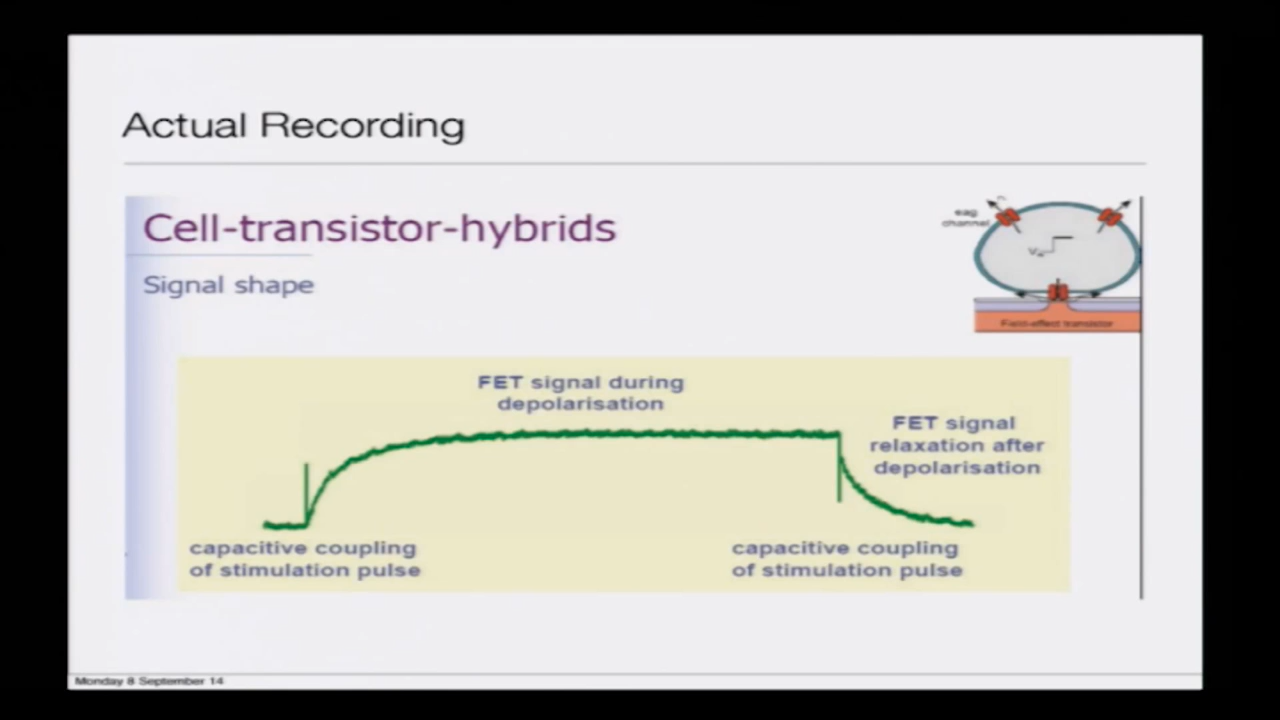 Actual Recording
Cell-transistor-hybrids
Signal shape
eag
channel
Field-effect transistor
FET signal during
depolarisation
FET signal
relaxation after
depolarisation
capacitive coupling
of stimulation pulse
capacitive coupling
of stimulation pulse
Monday 8 September 14